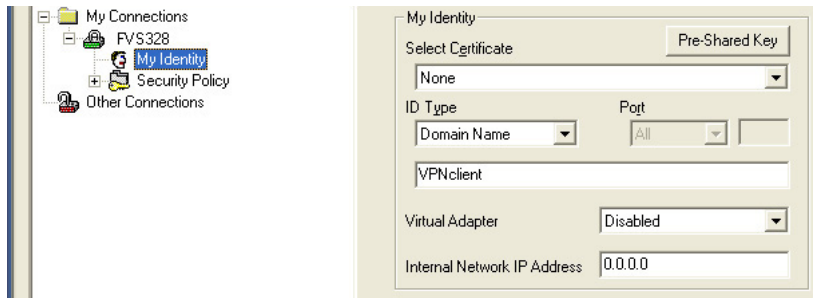 My Connections
FVS328
My Identity
Security Policy
Other Connections
My Identity
Select Certificate
Pre-Shared Key
None
ID Type
Port
Domain Name
All
VPNclient
Virtual Adapter
Disabled
Internal Network IP Address
0.0.0.0